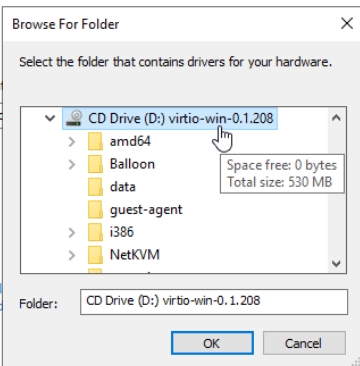 Browse For Folder
Select the folder that contains drivers for your hardware.
CD Drive (D:) virtio-win-0.1.208
amd64
Balloon
Space free: 0 bytes
Total size: 530 MB
data
guest-agent
i386
NetKVM
Folder:
CD Drive (D:) virtio-win-0.1.208
OK
Cancel